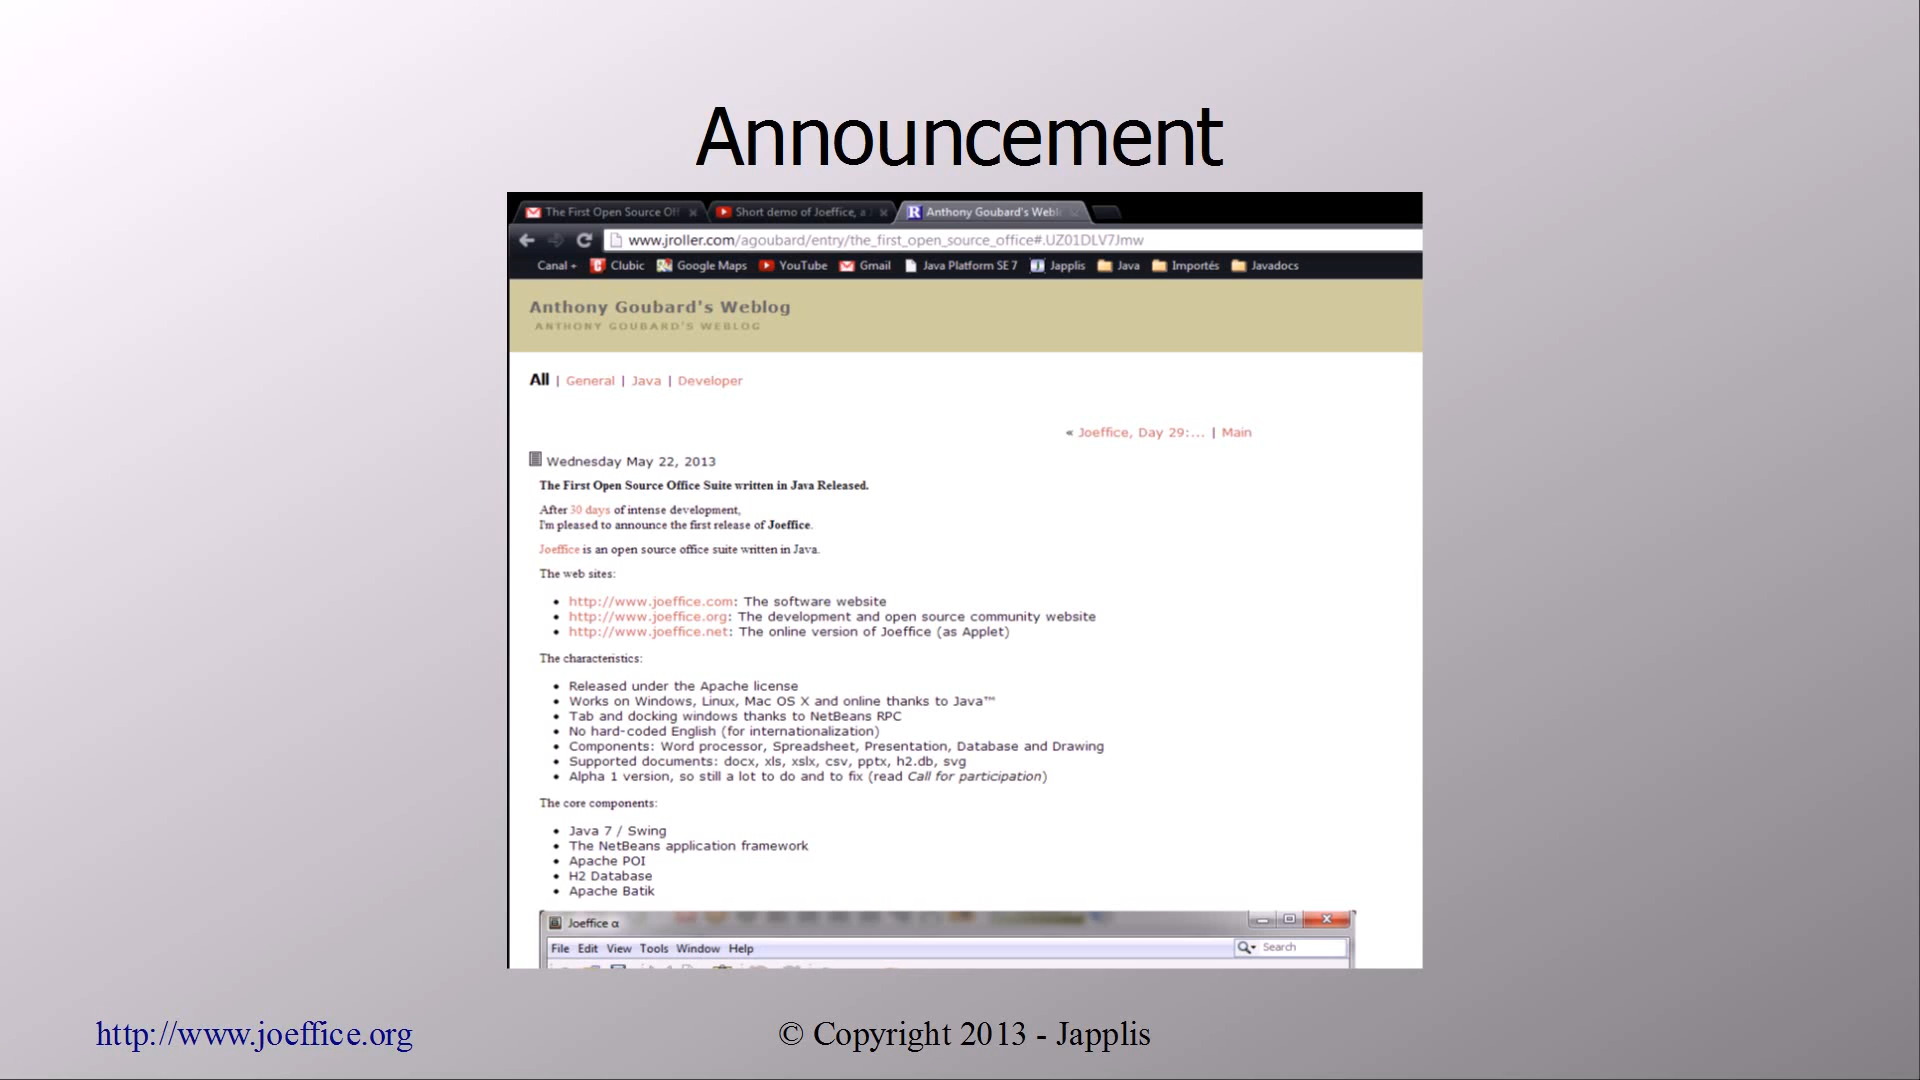 Announcement
The First Open Source Off
Short demo of Joeffice, a J
Anthony Goubard's Weblo
www.jroller.com/agoubard/entry/the_first_open_source_office#.UZ01DLV7Jmw
Canal + Clubic Google Maps YouTube Gmail Java Platform SE 7 Japplis Java Importés Javadocs
Anthony Goubard's Weblog
ANTHONY GOUBARD'S WEBLOG
All | General | Java | Developer
« Joeffice, Day 29:... | Main
Wednesday May 22, 2013
The First Open Source Office Suite written in Java Released.
After 30 days of intense development,
I'm pleased to announce the first release of Joeffice.
Joeffice is an open source office suite written in Java.
The web sites:
• http://www.joeffice.com: The software website
• http://www.joeffice.org: The development and open source community website
• http://www.joeffice.net: The online version of Joeffice (as Applet)
The characteristics:
• Released under the Apache license
• Works on Windows, Linux, Mac OS X and online thanks to Java™
• Tab and docking windows thanks to NetBeans RPC
• No hard-coded English (for internationalization)
• Components: Word processor, Spreadsheet, Presentation, Database and Drawing
• Supported documents: docx, xls, xslx, csv, pptx, h2.db, svg
• Alpha 1 version, so still a lot to do and to fix (read Call for participation)
The core components:
• Java 7 / Swing
• The NetBeans application framework
• Apache POI
• H2 Database
• Apache Batik
Joeffice α
File Edit View Tools Window Help Search
http://www.joeffice.org
© Copyright 2013 - Japplis